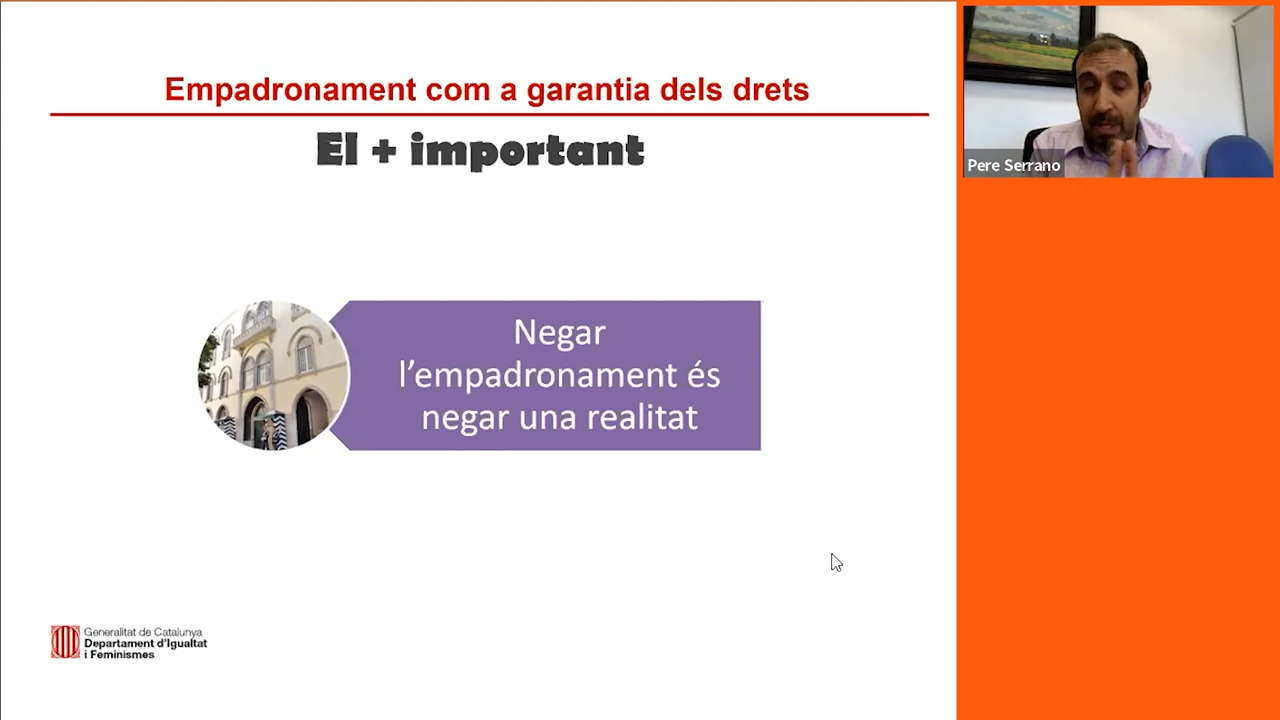 Empadronament com a garantia dels drets
El + important
Negar
l’empadronament és
negar una realitat
Pere Serrano
Generalitat de Catalunya
Departament d'Igualtat
i Feminismes